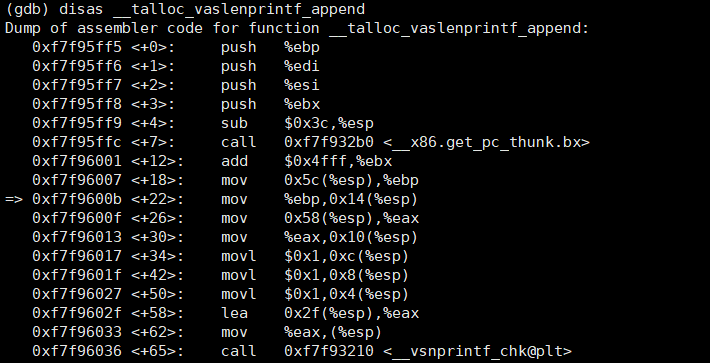 (gdb) disas __talloc_vaslenprintf_append
Dump of assembler code for function __talloc_vaslenprintf_append:
   0xf7f95ff5 <+0>:     push   %ebp
   0xf7f95ff6 <+1>:     push   %edi
   0xf7f95ff7 <+2>:     push   %esi
   0xf7f95ff8 <+3>:     push   %ebx
   0xf7f95ff9 <+4>:     sub    $0x3c,%esp
   0xf7f95ffc <+7>:     call   0xf7f932b0 <__x86.get_pc_thunk.bx>
   0xf7f96001 <+12>:    add    $0x4fff,%ebx
   0xf7f96007 <+18>:    mov    0x5c(%esp),%ebp
=> 0xf7f9600b <+22>:    mov    %ebp,0x14(%esp)
   0xf7f9600f <+26>:    mov    0x58(%esp),%eax
   0xf7f96013 <+30>:    mov    %eax,0x10(%esp)
   0xf7f96017 <+34>:    movl   $0x1,0xc(%esp)
   0xf7f9601f <+42>:    movl   $0x1,0x8(%esp)
   0xf7f96027 <+50>:    movl   $0x1,0x4(%esp)
   0xf7f9602f <+58>:    lea    0x2f(%esp),%eax
   0xf7f96033 <+62>:    mov    %eax,(%esp)
   0xf7f96036 <+65>:    call   0xf7f93210 <__vsnprintf_chk@plt>